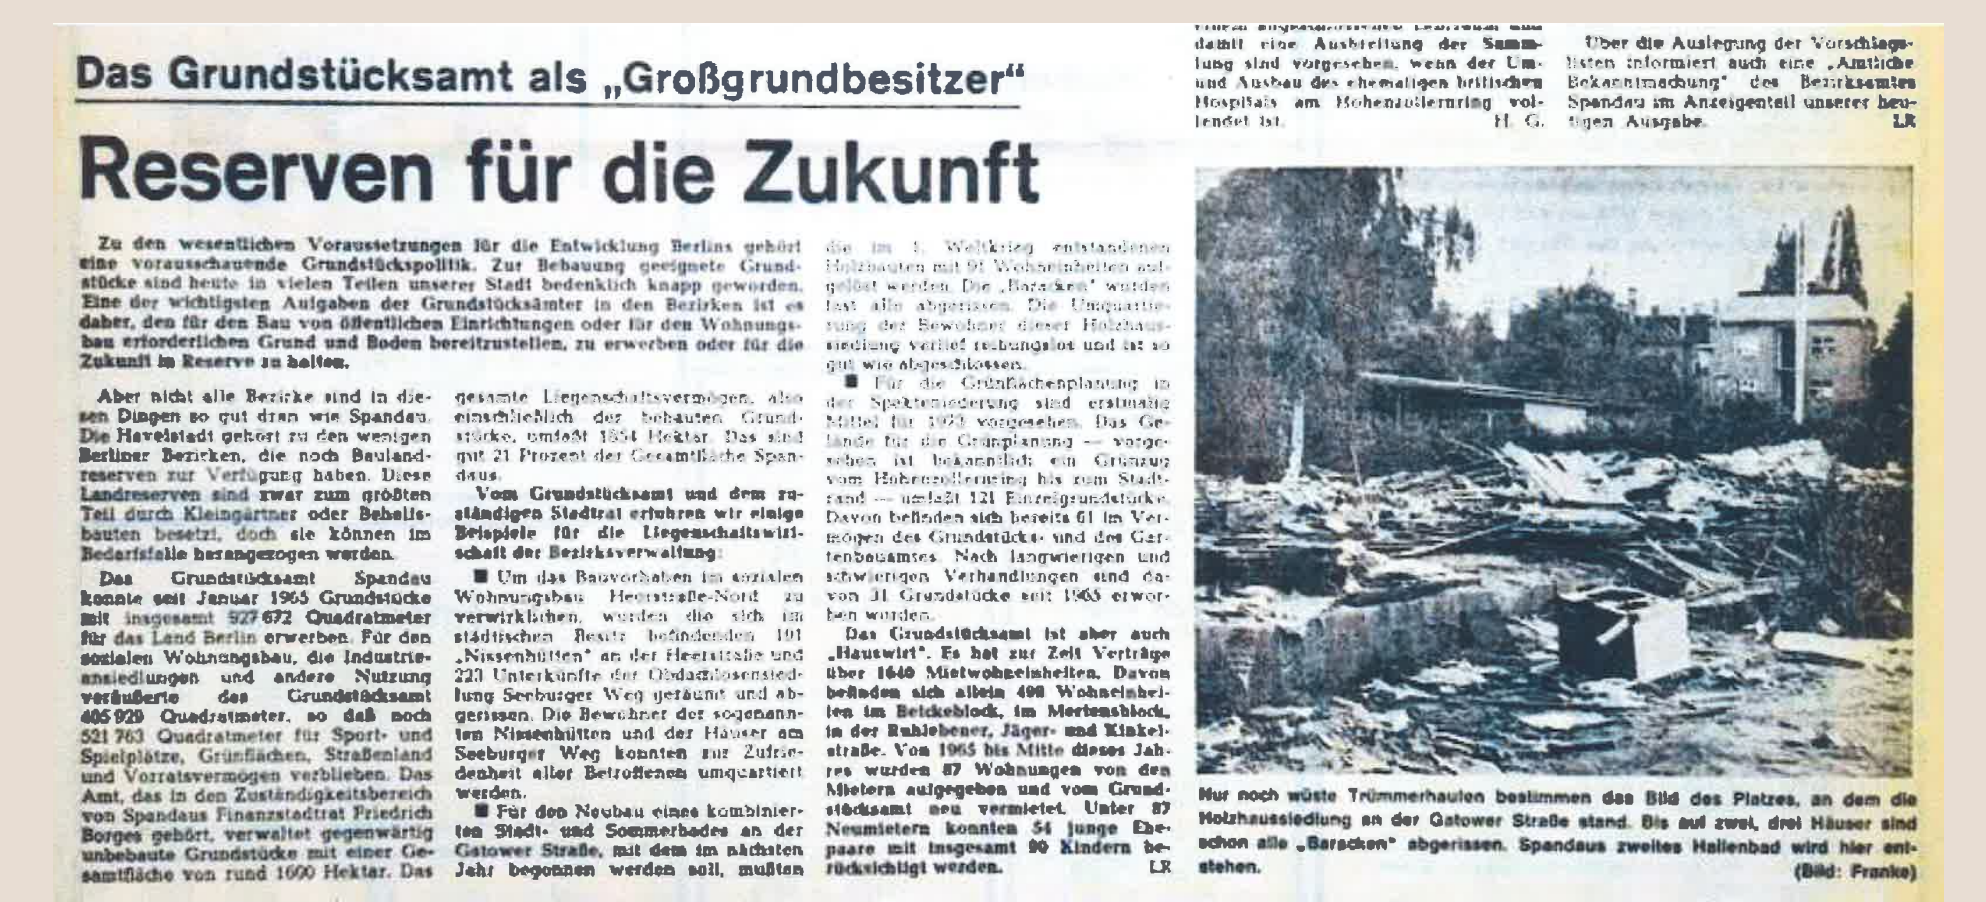 Das Grundstücksamt als „Großgrundbesitzer“
Reserven für die Zukunft
Zu den wesentlichen Voraussetzungen für die Entwicklung Berlins gehört
eine vorausschauende Grundstückspolitik. Zur Bebauung geeignete Grund-
stücke sind heute in vielen Teilen unserer Stadt bedenklich knapp geworden.
Eine der wichtigsten Aufgaben der Grundstücksämter in den Bezirken ist es
daher, den für den Bau von öffentlichen Einrichtungen oder für den Wohnungs-
bau erforderlichen Grund und Boden bereitzustellen, zu erwerben oder für die
Zukunft in Reserve zu halten.
Aber nicht alle Bezirke sind in die-
sen Dingen so gut dran wie Spandau.
Die Havelstadt gehört zu den wenigen
Berliner Bezirken, die noch Bauland-
reserven zur Verfügung haben. Diese
Landreserven sind zwar zum größten
Teil durch Kleingärtner oder Behelfs-
bauten besetzt, doch sie können im
Bedarfsfalle herangezogen werden.
Das Grundstücksamt Spandau
konnte seit Januar 1965 Grundstücke
mit insgesamt 927 672 Quadratmeter
für das Land Berlin erwerben. Für den
sozialen Wohnungsbau, die Industrie-
ansiedlungen und andere Nutzung
veräußerte das Grundstücksamt
405 929 Quadratmeter, so daß noch
521 763 Quadratmeter für Sport- und
Spielplätze, Grünflächen, Straßenland
und Vorratsvermögen verblieben. Das
Amt, das in den Zuständigkeitsbereich
von Spandaus Finanzstadtrat Friedrich
Borges gehört, verwaltet gegenwärtig
unbebaute Grundstücke mit einer Ge-
samtfläche von rund 1600 Hektar. Das
gesamte Liegenschaftsvermögen, also
einschließlich der bebauten Grund-
stücke, umfaßt 1854 Hektar. Das sind
gut 21 Prozent der Gesamtfläche Span-
daus.
Vom Grundstücksamt und dem zu-
ständigen Stadtrat erfuhren wir einige
Beispiele für die Liegenschaftswirt-
schaft der Bezirksverwaltung:
■ Um das Bauvorhaben im sozialen
Wohnungsbau Heerstraße-Nord zu
verwirklichen, wurden die sich im
städtischen Besitz befindenden 101
„Nissenhütten“ an der Heerstraße und
223 Unterkünfte der Obdachlosensied-
lung Seeburger Weg geräumt und ab-
gerissen. Die Bewohner der sogenann-
ten Nissenhütten und der Häuser am
Seeburger Weg konnten zur Zufrie-
denheit aller Betroffenen umquartiert
werden.
■ Für den Neubau eines kombinier-
ten Stadt- und Sommerbades an der
Gatower Straße, mit dem im nächsten
Jahr begonnen werden soll, mußten
die im 1. Weltkrieg entstandenen
Holzbauten mit 91 Wohneinheiten auf-
gelöst werden. Die „Baracken“ wurden
fast alle abgerissen. Die Umquartie-
rung der Bewohner dieser Holzhaus-
siedlung verlief reibungslos und ist so
gut wie abgeschlossen.
■ Für die Grünflächenplanung in
der Spekteniederung sind erstmalig
Mittel für 1972 vorgesehen. Das Ge-
lände für die Grünplanung — vorge-
sehen ist bekanntlich ein Grünzug
vom Hohenzollernring bis zum Stadt-
rand — umfaßt 121 Einzelgrundstücke.
Davon befinden sich bereits 61 im Ver-
mögen des Grundstücks- und des Gar-
tenbauamtes. Nach langwierigen und
schwierigen Verhandlungen sind da-
von 31 Grundstücke seit 1965 erwor-
ben worden.
Das Grundstücksamt ist aber auch
„Hauswirt“. Es hat zur Zeit Verträge
über 1640 Mietwohneinheiten. Davon
befinden sich allein 498 Wohneinhei-
ten im Betckeblock, im Mertensblock,
in der Ruhlebener, Jäger- und Kinkel-
straße. Von 1965 bis Mitte dieses Jah-
res wurden 87 Wohnungen von den
Mietern aufgegeben und vom Grund-
stücksamt neu vermietet. Unter 87
Neumietern konnten 54 junge Ehe-
paare mit insgesamt 90 Kindern be-
rücksichtigt werden. LR
damit eine Ausbreitung der Samm-
lung sind vorgesehen, wenn der Um-
und Ausbau des ehemaligen britischen
Hospitals am Hohenzollernring vol-
lendet ist. H. G.
Über die Auslegung der Vorschlags-
listen informiert auch eine „Amtliche
Bekanntmachung“ des Bezirksamtes
Spandau im Anzeigenteil unserer heu-
tigen Ausgabe. LR
Nur noch wüste Trümmerhaufen bestimmen das Bild des Platzes, an dem die
Holzhaussiedlung an der Gatower Straße stand. Bis auf zwei, drei Häuser sind
schon alle „Baracken“ abgerissen. Spandaus zweites Hallenbad wird hier ent-
stehen. (Bild: Franke)